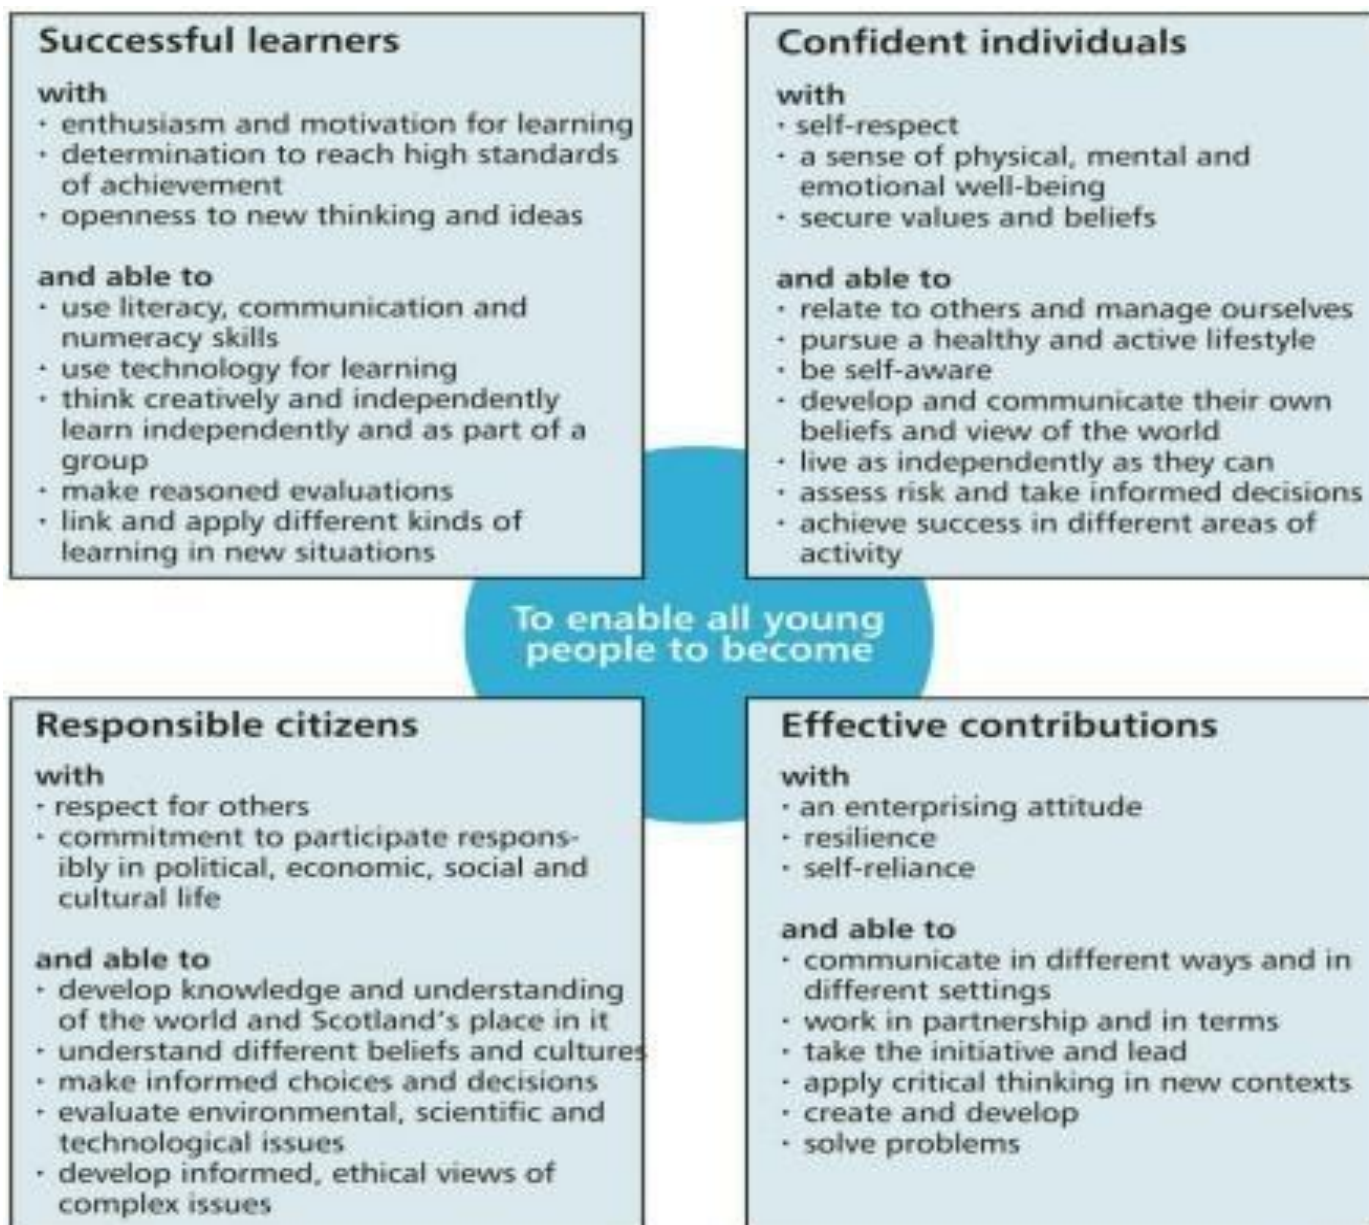 Successful learners
with
· enthusiasm and motivation for learning
· determination to reach high standards
of achievement
· openness to new thinking and ideas
and able to
· use literacy, communication and
numeracy skills
· use technology for learning
· think creatively and independently
learn independently and as part of a
group
· make reasoned evaluations
· link and apply different kinds of
learning in new situations
Confident individuals
with
· self-respect
· a sense of physical, mental and
emotional well-being
· secure values and beliefs
and able to
· relate to others and manage ourselves
· pursue a healthy and active lifestyle
· be self-aware
· develop and communicate their own
beliefs and view of the world
· live as independently as they can
· assess risk and take informed decisions
· achieve success in different areas of
activity
To enable all young
people to become
Responsible citizens
with
· respect for others
· commitment to participate respons-
ibly in political, economic, social and
cultural life
and able to
· develop knowledge and understanding
of the world and Scotland's place in it
· understand different beliefs and cultures
· make informed choices and decisions
· evaluate environmental, scientific and
technological issues
· develop informed, ethical views of
complex issues
Effective contributions
with
· an enterprising attitude
· resilience
· self-reliance
and able to
· communicate in different ways and in
different settings
· work in partnership and in terms
· take the initiative and lead
· apply critical thinking in new contexts
· create and develop
· solve problems